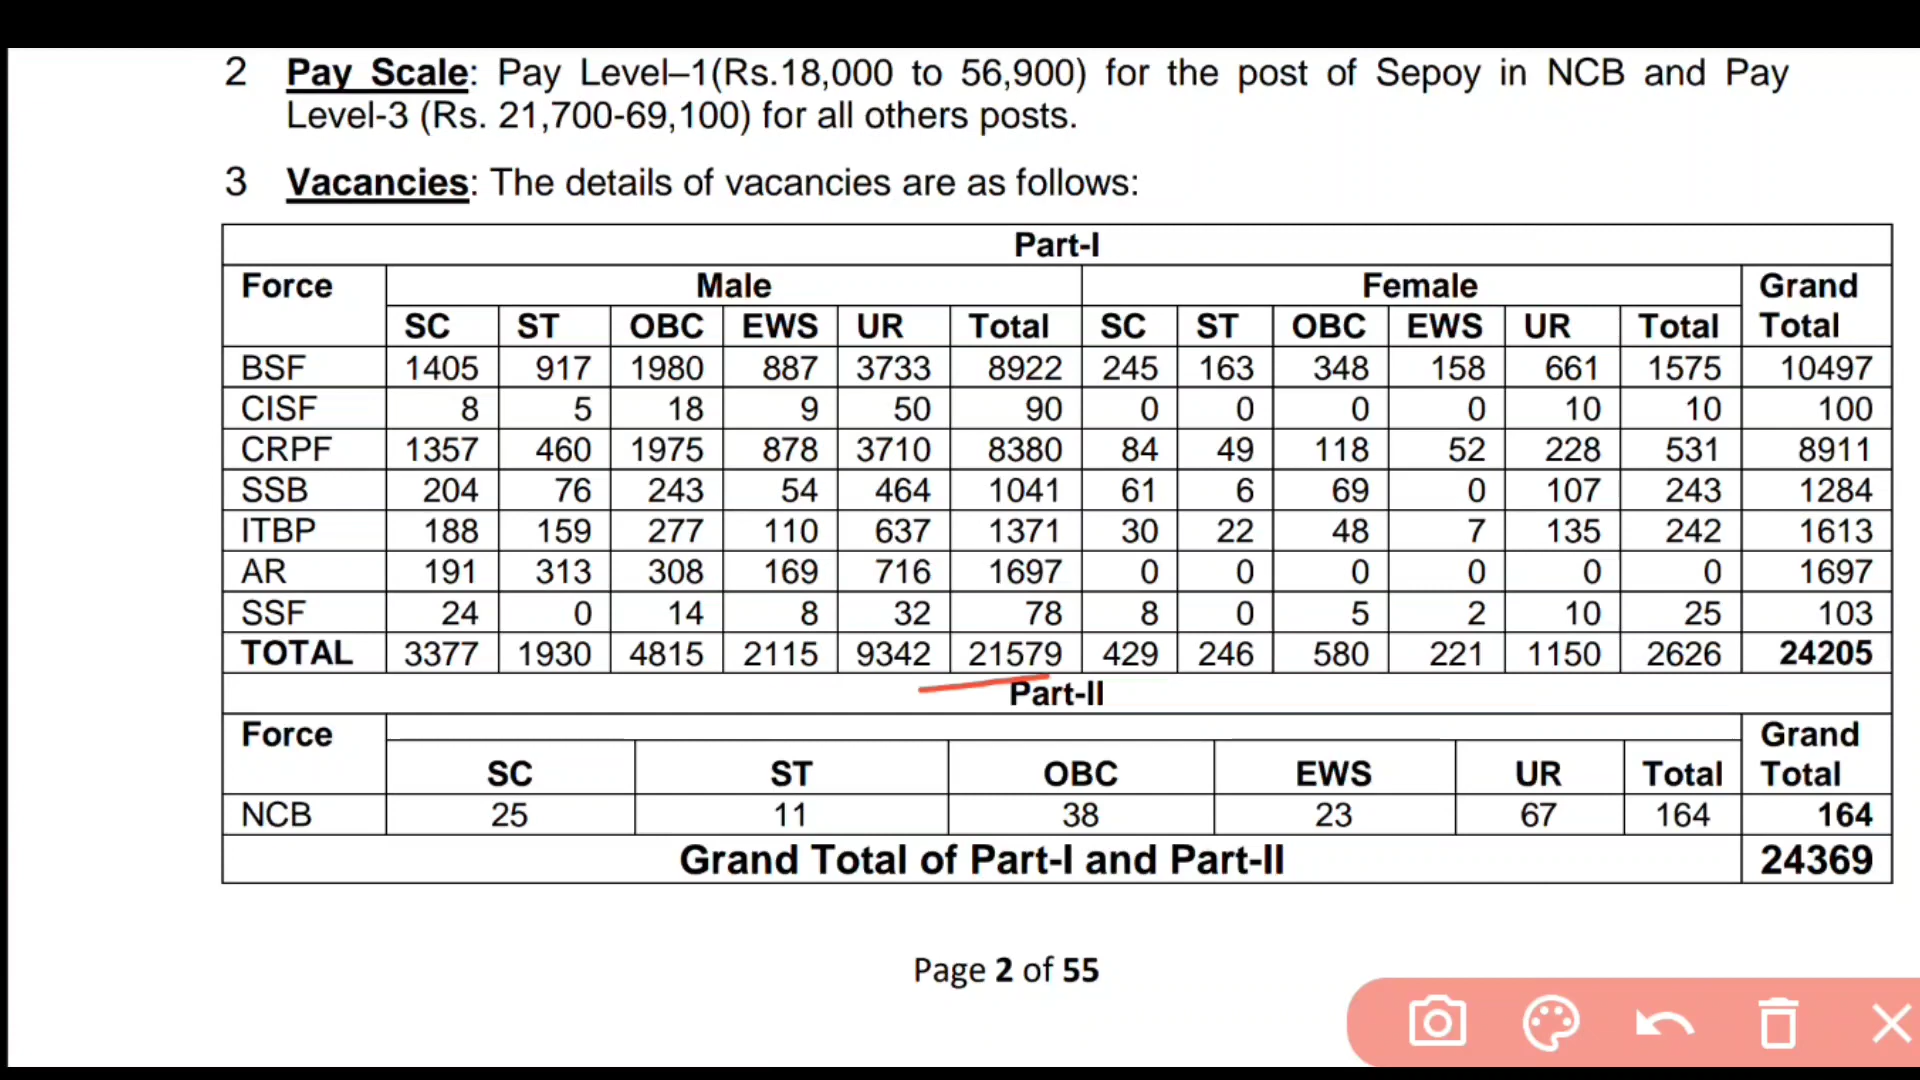 2 Pay Scale: Pay Level–1(Rs.18,000 to 56,900) for the post of Sepoy in NCB and Pay
Level-3 (Rs. 21,700-69,100) for all others posts.
3 Vacancies: The details of vacancies are as follows:
Part-I
Force Male Female Grand Total
SC ST OBC EWS UR Total SC ST OBC EWS UR Total
BSF 1405 917 1980 887 3733 8922 245 163 348 158 661 1575 10497
CISF 8 5 18 9 50 90 0 0 0 0 10 10 100
CRPF 1357 460 1975 878 3710 8380 84 49 118 52 228 531 8911
SSB 204 76 243 54 464 1041 61 6 69 0 107 243 1284
ITBP 188 159 277 110 637 1371 30 22 48 7 135 242 1613
AR 191 313 308 169 716 1697 0 0 0 0 0 0 1697
SSF 24 0 14 8 32 78 8 0 5 2 10 25 103
TOTAL 3377 1930 4815 2115 9342 21579 429 246 580 221 1150 2626 24205
Part-II
Force Grand
SC ST OBC EWS UR Total Total
NCB 25 11 38 23 67 164 164
Grand Total of Part-I and Part-II 24369
Page 2 of 55